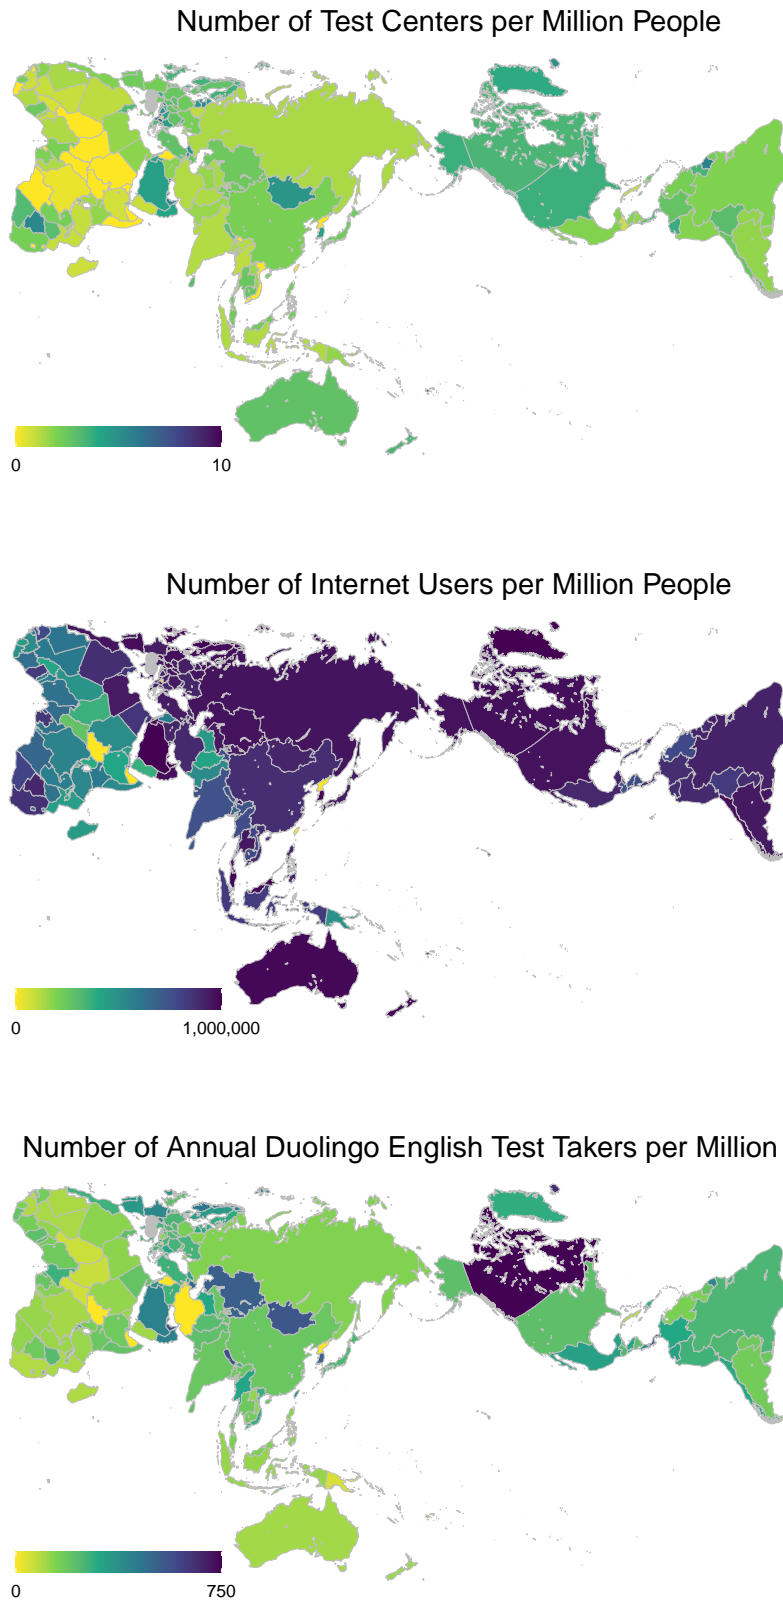 Number of Test Centers per Million People
0 10
Number of Internet Users per Million People
0 1,000,000
Number of Annual Duolingo English Test Takers per Million
0 750